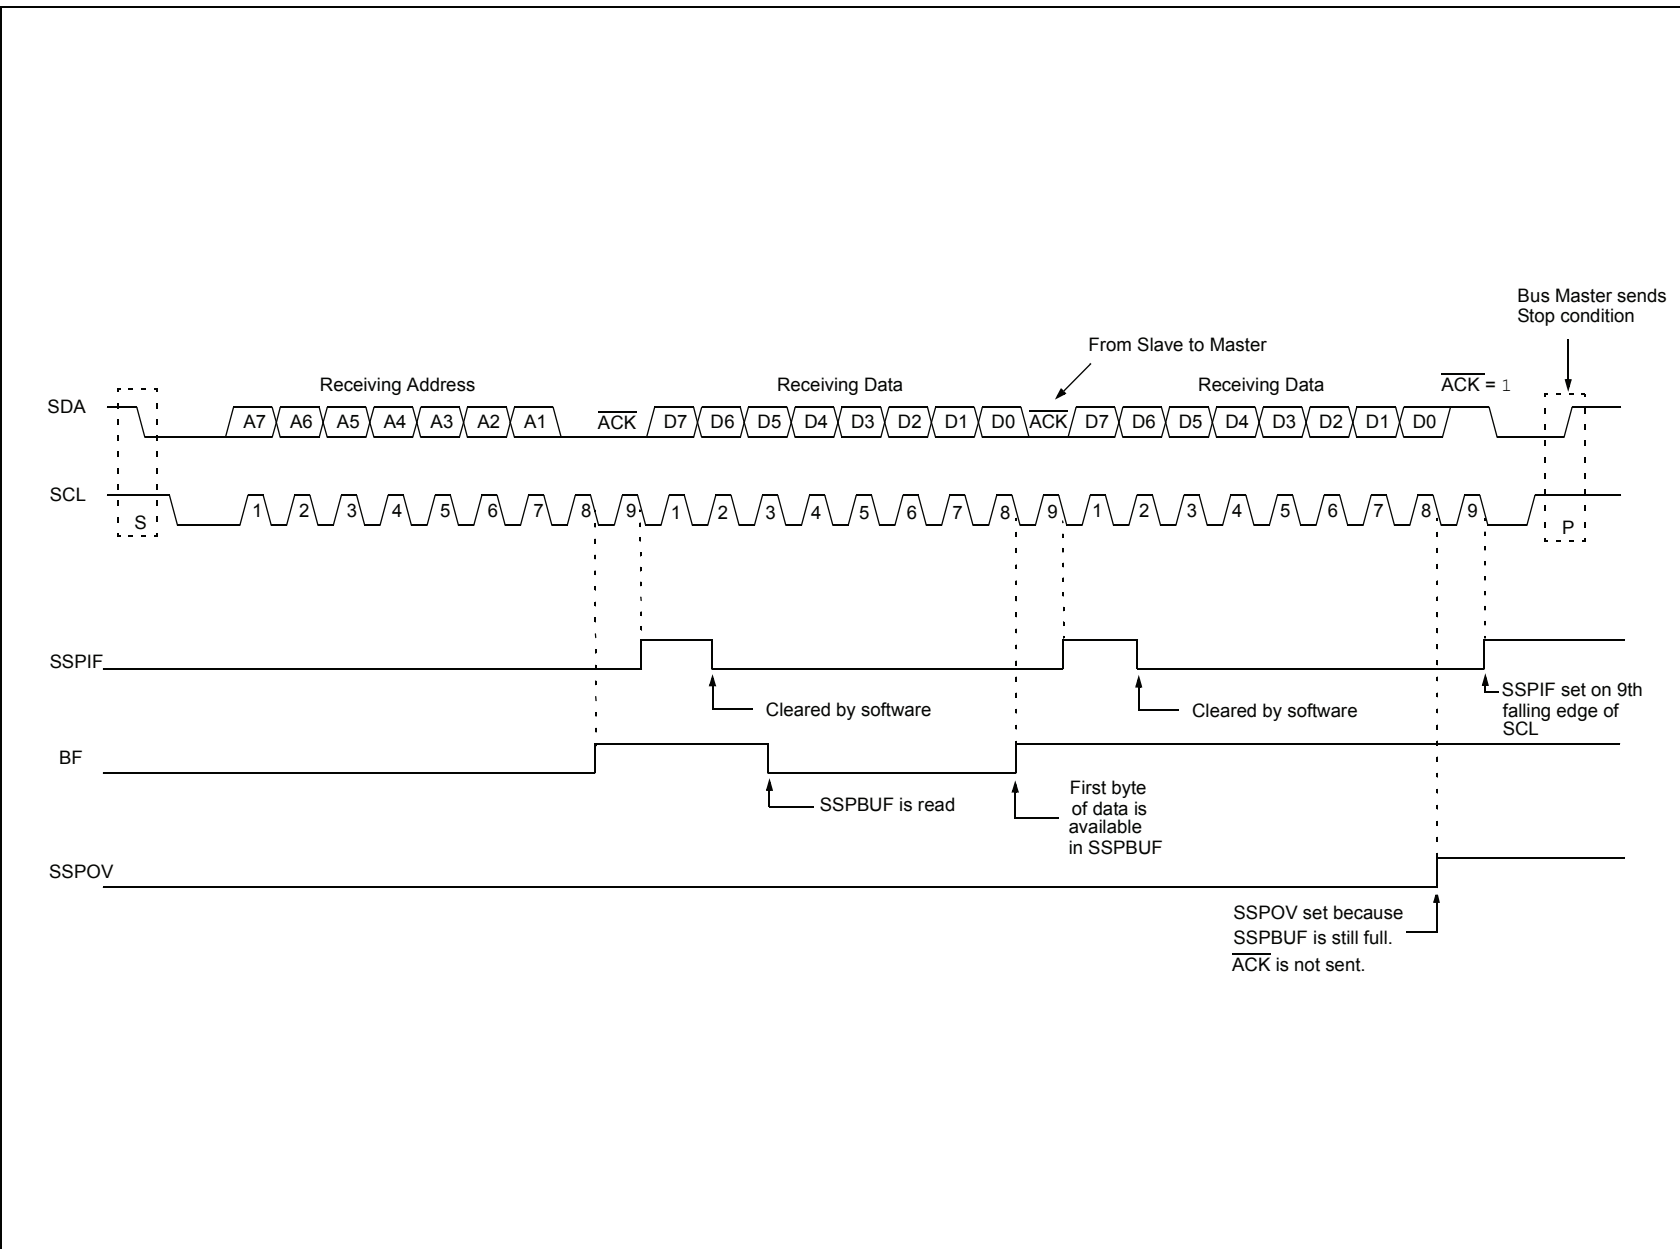 Bus Master sends
Stop condition
From Slave to Master
Receiving Address
Receiving Data
Receiving Data
ACK = 1
SDA
A7 A6 A5 A4 A3 A2 A1 ACK D7 D6 D5 D4 D3 D2 D1 D0 ACK D7 D6 D5 D4 D3 D2 D1 D0
SCL
S
1 2 3 4 5 6 7 8 9 1 2 3 4 5 6 7 8 9 1 2 3 4 5 6 7 8 9
P
SSPIF
Cleared by software
Cleared by software
SSPIF set on 9th
falling edge of
SCL
BF
SSPBUF is read
First byte
of data is
available
in SSPBUF
SSPOV
SSPOV set because
SSPBUF is still full.
ACK is not sent.